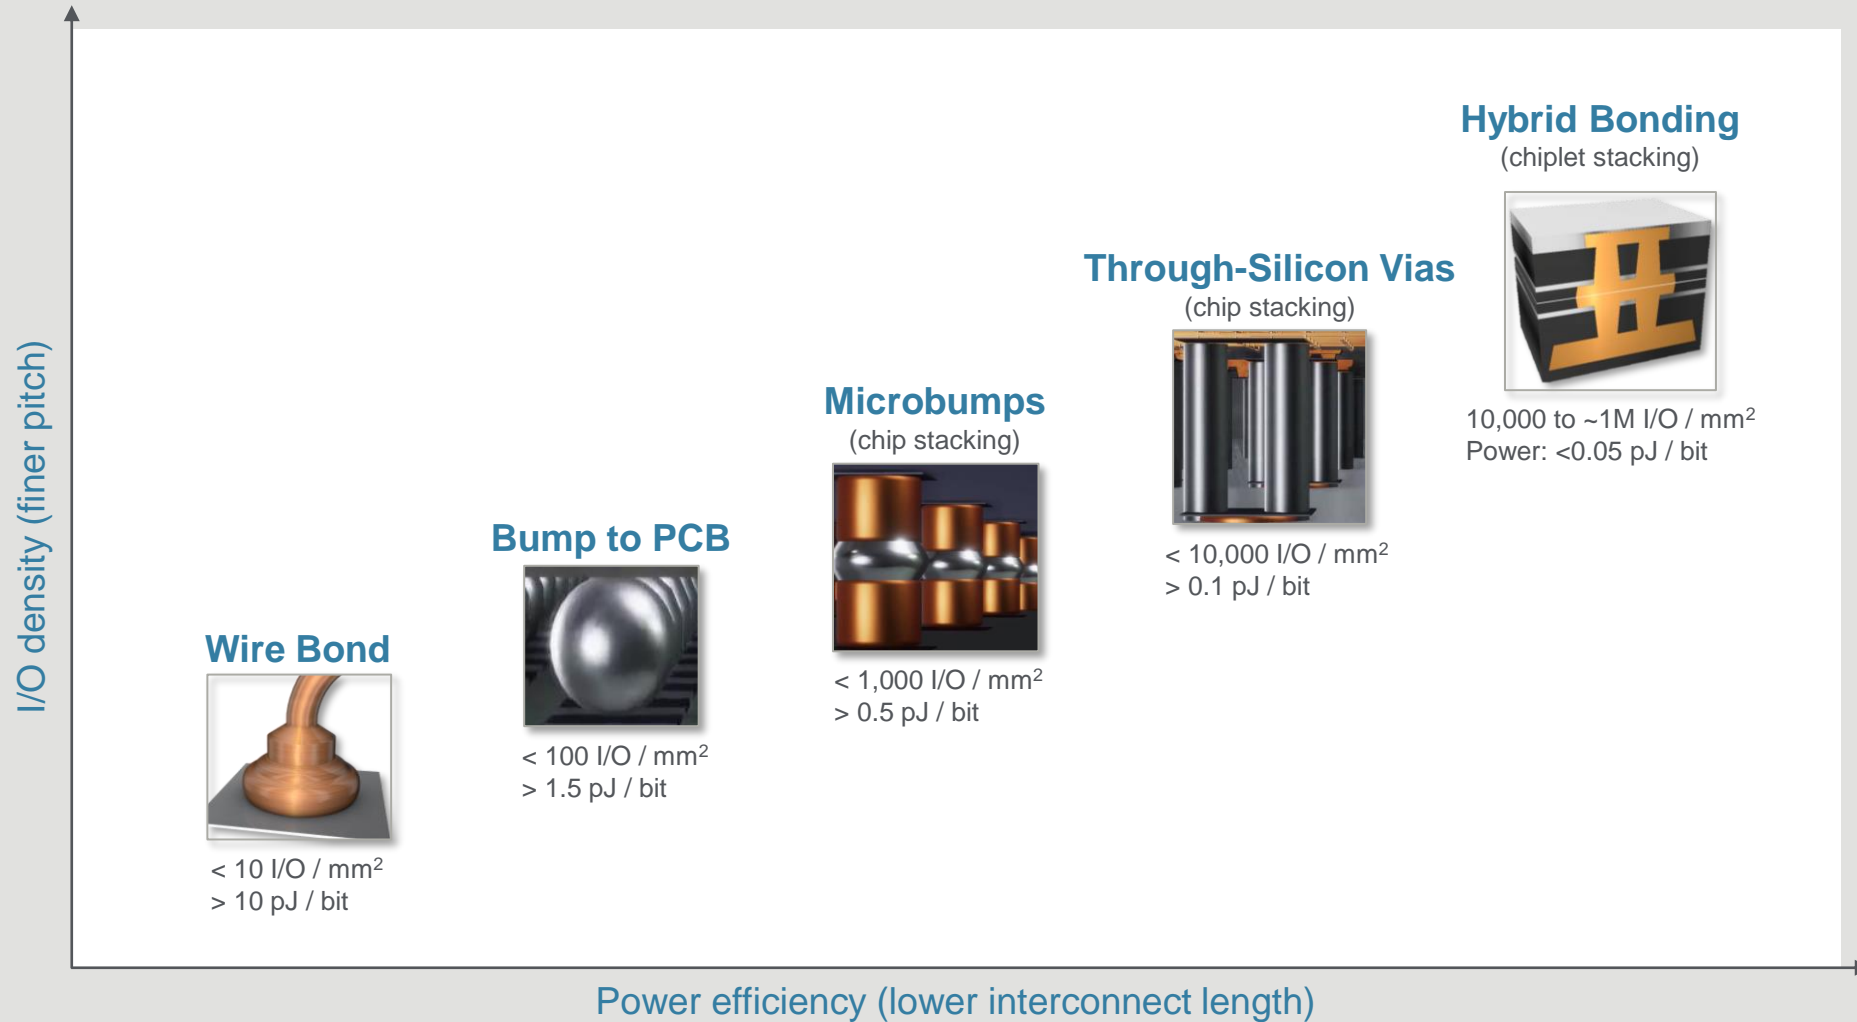 Hybrid Bonding
(chiplet stacking)
10,000 to ~1M I/O / mm²
Power: <0.05 pJ / bit
Through-Silicon Vias
(chip stacking)
< 10,000 I/O / mm²
> 0.1 pJ / bit
Microbumps
(chip stacking)
< 1,000 I/O / mm²
> 0.5 pJ / bit
Bump to PCB
< 100 I/O / mm²
> 1.5 pJ / bit
Wire Bond
< 10 I/O / mm²
> 10 pJ / bit
I/O density (finer pitch)
Power efficiency (lower interconnect length)